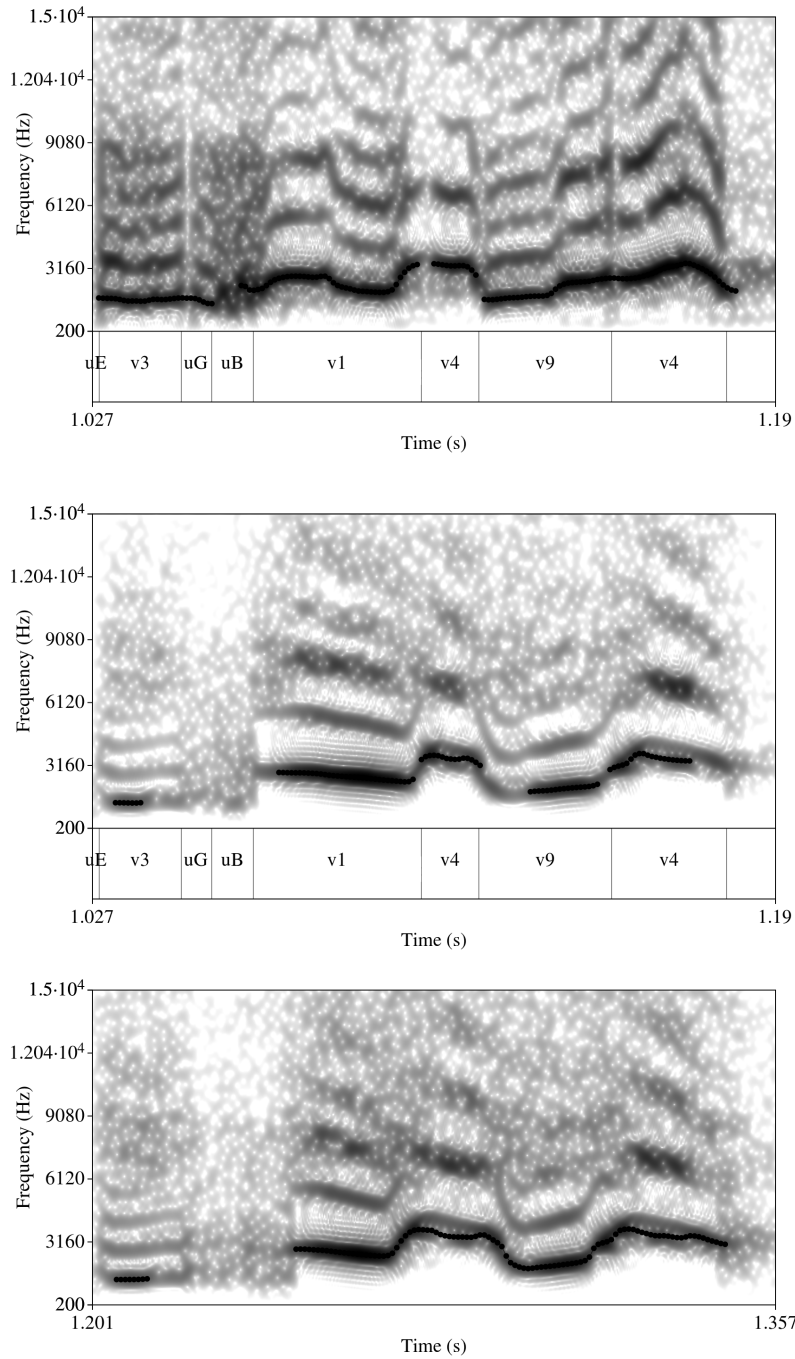 1.5·10⁴
1.204·10⁴
9080
6120
3160
200
Frequency (Hz)
uE v3 uG uB v1 v4 v9 v4
1.027 1.19
Time (s)
1.5·10⁴
1.204·10⁴
9080
6120
3160
200
Frequency (Hz)
uE v3 uG uB v1 v4 v9 v4
1.027 1.19
Time (s)
1.5·10⁴
1.204·10⁴
9080
6120
3160
200
Frequency (Hz)
1.201 1.357
Time (s)